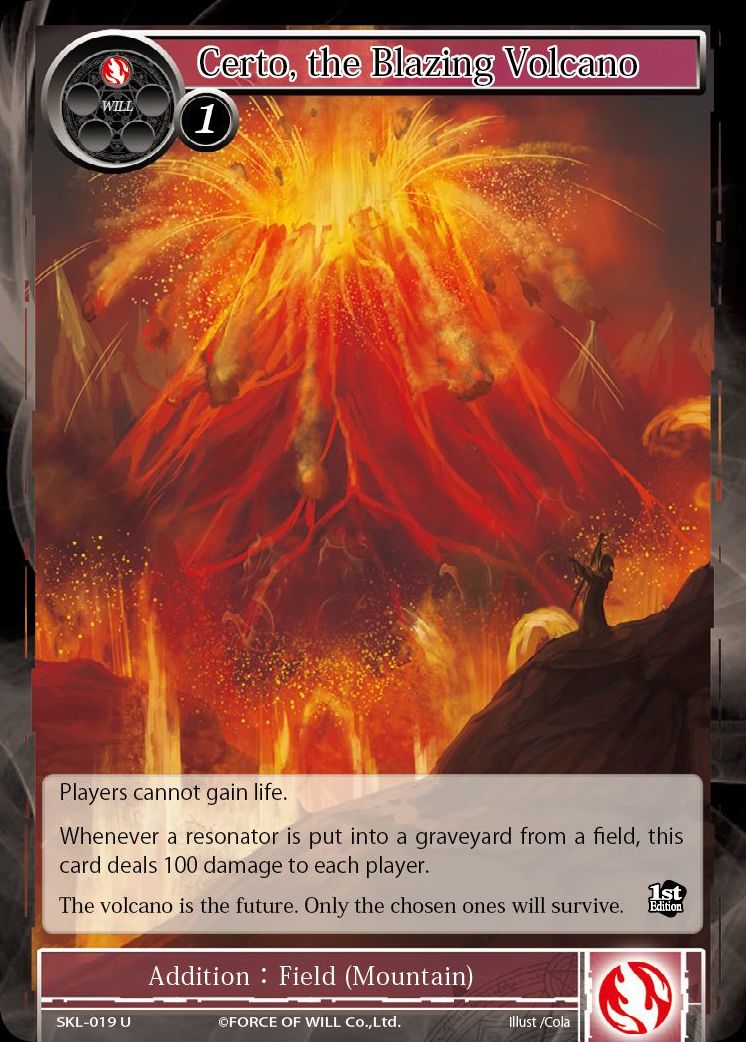 Certo, the Blazing Volcano
WILL
1
Players cannot gain life.
Whenever a resonator is put into a graveyard from a field, this
card deals 100 damage to each player.
The volcano is the future. Only the chosen ones will survive.
1st
Edition
Addition : Field (Mountain)
SKL-019 U ©FORCE OF WILL Co.,Ltd. Illust /Cola